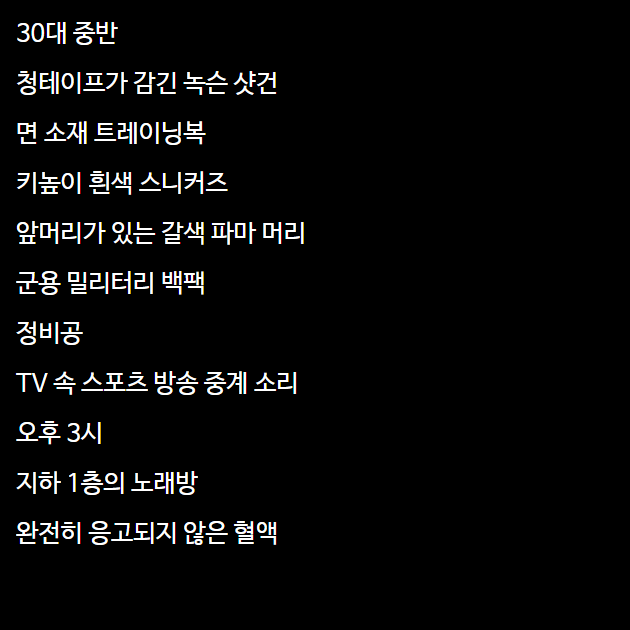 30대 중반
청테이프가 감긴 녹슨 샷건
면 소재 트레이닝복
키높이 흰색 스니커즈
앞머리가 있는 갈색 파마 머리
군용 밀리터리 백팩
정비공
TV 속 스포츠 방송 중계 소리
오후 3시
지하 1층의 노래방
완전히 응고되지 않은 혈액